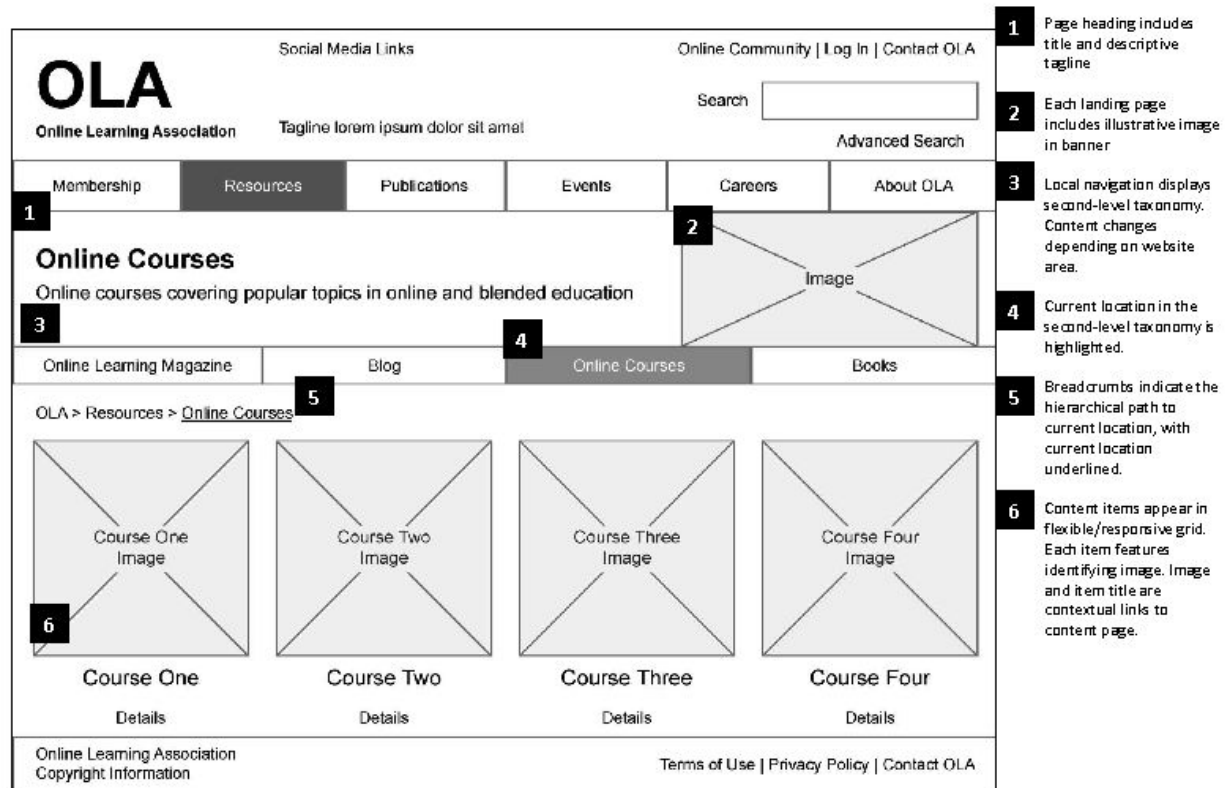 Social Media Links
Online Community | Log In | Contact OLA
OLA
Online Learning Association
Tagline lorem ipsum dolor sit amet
Search
Advanced Search
Membership
Resources
Publications
Events
Careers
About OLA
1
2
Online Courses
Online courses covering popular topics in online and blended education
Image
3
4
Online Learning Magazine
Blog
Online Courses
Books
5
OLA > Resources > Online Courses
Course One
Image
Course Two
Image
Course Three
Image
Course Four
Image
6
Course One
Course Two
Course Three
Course Four
Details
Details
Details
Details
Online Learning Association
Copyright Information
Terms of Use | Privacy Policy | Contact OLA
1
Page heading includes
title and descriptive
tagline
2
Each landing page
includes illustrative image
in banner
3
Local navigation displays
second-level taxonomy.
Content changes
depending on website
area.
4
Current location in the
second-level taxonomy is
highlighted.
5
Breadcrumbs indicate the
hierarchical path to
current location, with
current location
underlined.
6
Content items appear in
flexible/responsive grid.
Each item features
identifying image. Image
and item title are
contextual links to
content page.